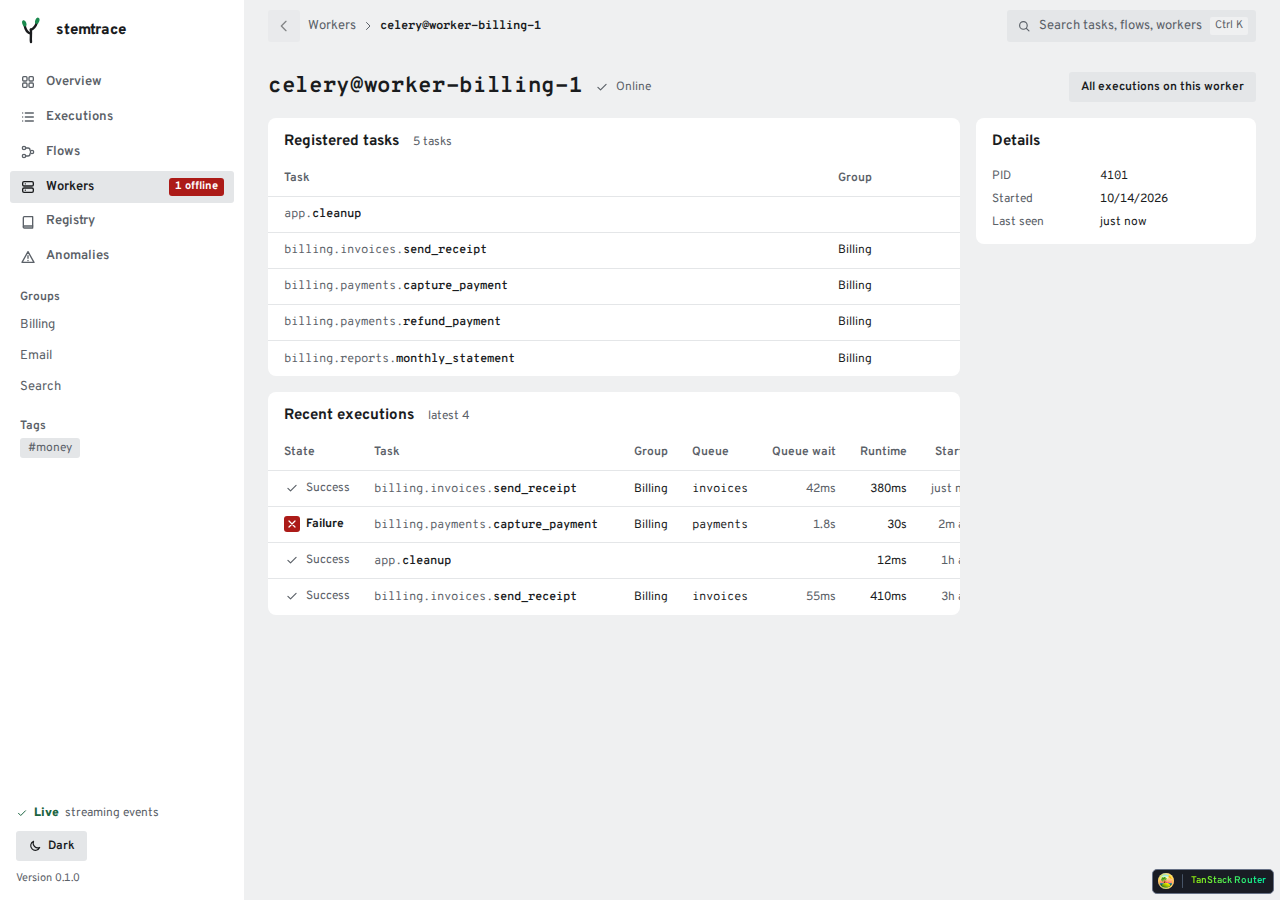 stemtrace
Overview
Executions
Flows
Workers 1 offline
Registry
Anomalies
Groups
Billing
Email
Search
Tags
#money
Live streaming events
Dark
Version 0.1.0
Workers celery@worker-billing-1
Search tasks, flows, workers Ctrl K
celery@worker-billing-1 Online
All executions on this worker
Registered tasks 5 tasks
Task Group
app.cleanup
billing.invoices.send_receipt Billing
billing.payments.capture_payment Billing
billing.payments.refund_payment Billing
billing.reports.monthly_statement Billing
Recent executions latest 4
State Task Group Queue Queue wait Runtime Star
Success billing.invoices.send_receipt Billing invoices 42ms 380ms just n
Failure billing.payments.capture_payment Billing payments 1.8s 30s 2m a
Success app.cleanup 12ms 1h a
Success billing.invoices.send_receipt Billing invoices 55ms 410ms 3h a
Details
PID 4101
Started 10/14/2026
Last seen just now
TanStack Router